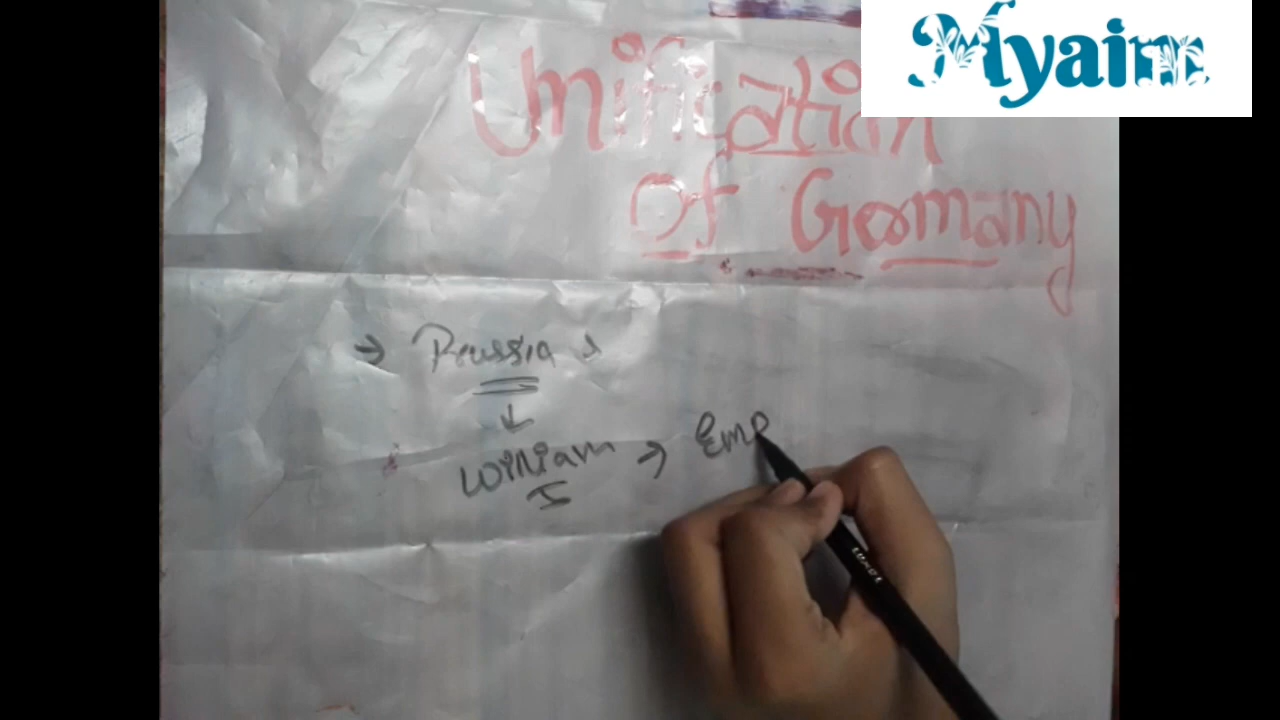 Myaim
Unification
Of Germany
→ Prussia →
↓
William → Emp
I